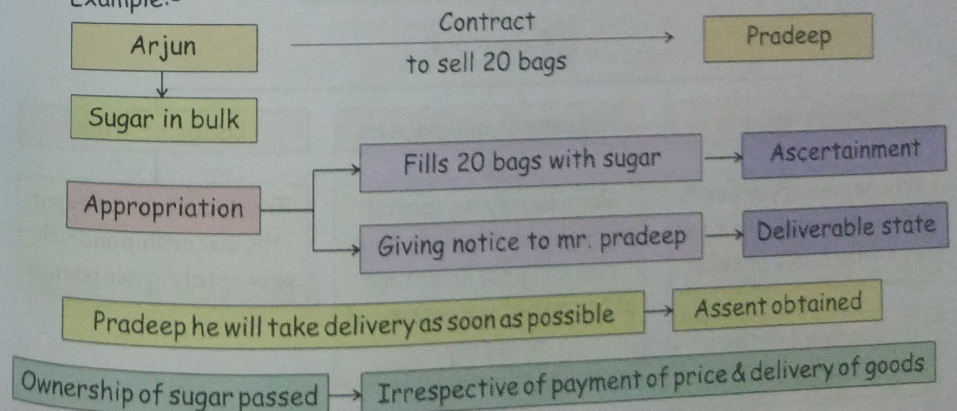 Example:-
Arjun
Contract
to sell 20 bags
Pradeep
Sugar in bulk
Appropriation
Fills 20 bags with sugar
Ascertainment
Giving notice to mr. pradeep
Deliverable state
Pradeep he will take delivery as soon as possible
Assent obtained
Ownership of sugar passed
Irrespective of payment of price & delivery of goods